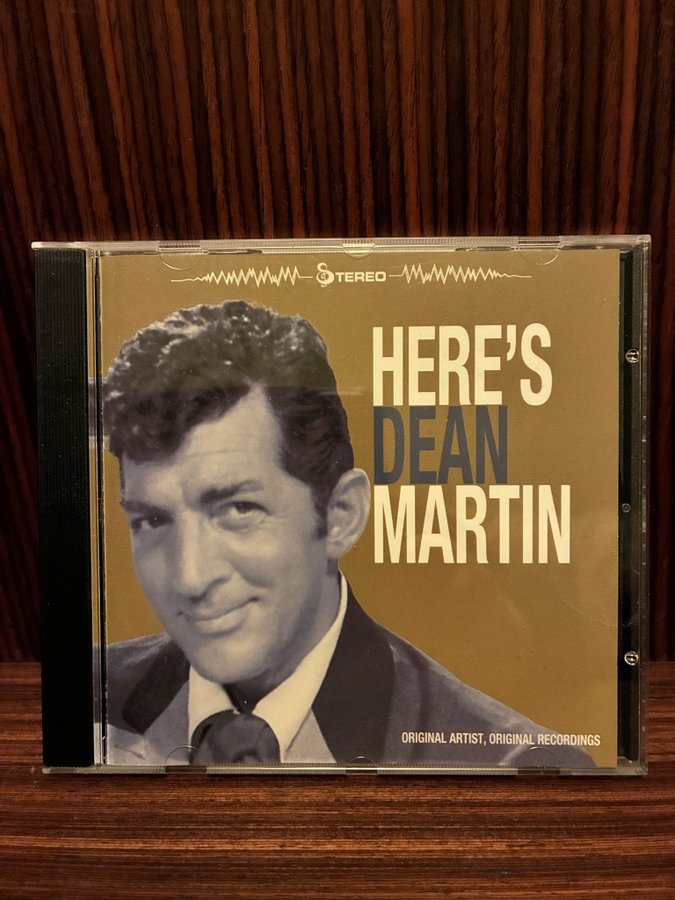 STEREO
HERE'S
DEAN
MARTIN
ORIGINAL ARTIST, ORIGINAL RECORDINGS